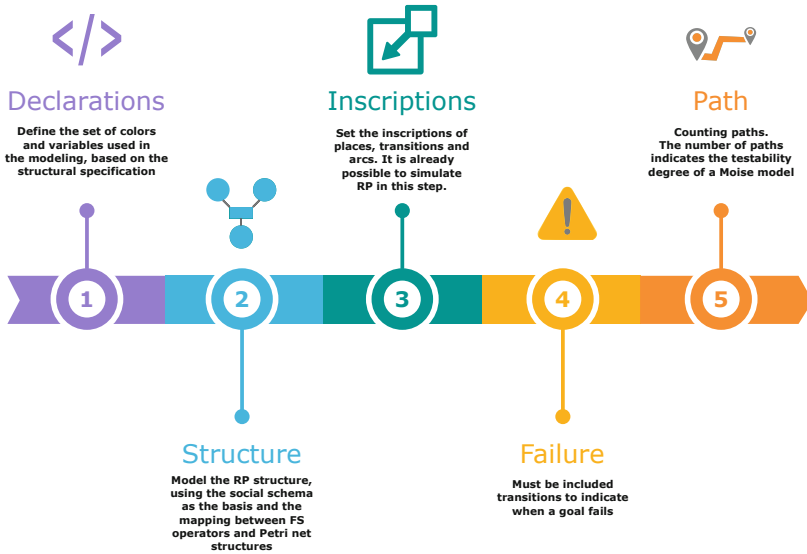 </>
Declarations
Define the set of colors
and variables used in
the modeling, based on the
structural specification
1
2
Structure
Model the RP structure,
using the social schema
as the basis and the
mapping between FS
operators and Petri net
structures
Inscriptions
Set the inscriptions of
places, transitions and
arcs. It is already
possible to simulate
RP in this step.
3
!
4
Failure
Must be included
transitions to indicate
when a goal fails
Path
Counting paths.
The number of paths
indicates the testability
degree of a Moise model
5